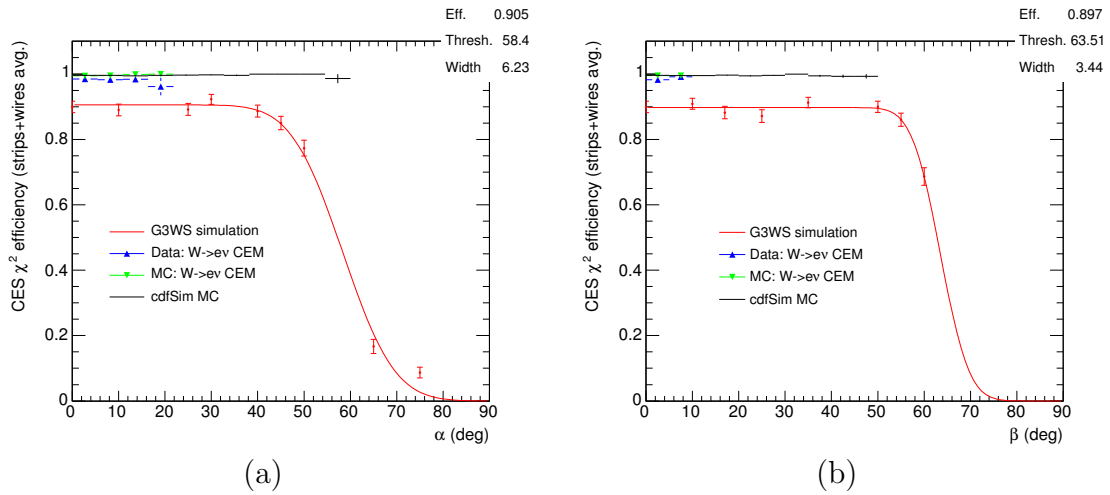 Eff. 0.905
Thresh. 58.4
Width 6.23
CES χ² efficiency (strips+wires avg.)
1
0.8
0.6
0.4
0.2
0
G3WS simulation
Data: W->eν CEM
MC: W->eν CEM
cdfSim MC
0 10 20 30 40 50 60 70 80 90
α (deg)
(a)
Eff. 0.897
Thresh. 63.51
Width 3.44
CES χ² efficiency (strips+wires avg.)
1
0.8
0.6
0.4
0.2
0
G3WS simulation
Data: W->eν CEM
MC: W->eν CEM
cdfSim MC
0 10 20 30 40 50 60 70 80 90
β (deg)
(b)